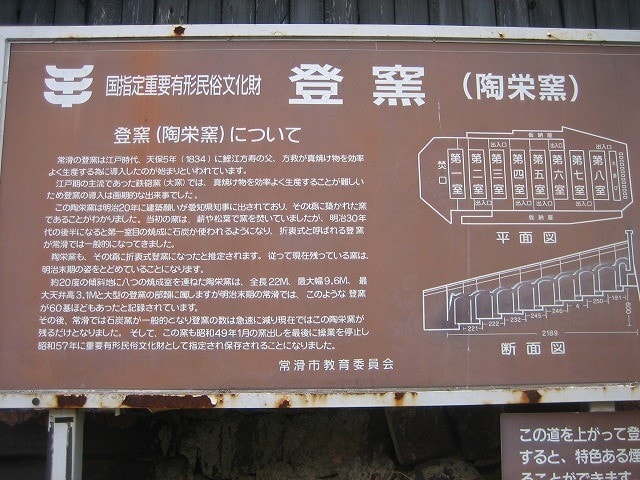 国指定重要有形民俗文化財
登窯 (陶栄窯)
登窯(陶栄窯)について
常滑の登窯は江戸時代、天保5年(1834)に鯉江方寿の父、方救が真焼け物を効率
よく生産する為に導入したのが始まりといわれています。
江戸期の主流であった鉄砲窯(大窯)では、真焼け物を効率よく生産することが難しい
ため登窯の導入は画期的な出来事でした。
この陶栄窯は明治20年に建築願いが愛知県知事に出されており、その頃に築かれた窯
であることがわかりました。当初の窯は、薪や松葉で窯を焚いていましたが、明治30年
代の後半になると第一室目の焼成に石炭が使われるようになり、折衷式と呼ばれる登窯
が常滑では一般的になってきました。
陶栄窯も、その頃に折衷式登窯になったと推定されます。従って現在残っている窯は、
明治末期の姿をとどめていることになります。
約20度の傾斜地に八つの焼成室を連ねた陶栄窯は、全長22M、最大幅9.6M、最
大天井高3.1Mと大型の登窯の部類に属しますが明治末期の常滑では、このような登窯
が60基ほどもあったと記録されています。
その後、常滑では石炭窯が一般的となり登窯の数は急速に減り現在ではこの陶栄窯が
残るだけとなりました。そして、この窯も昭和49年1月の窯出しを最後に操業を停止し
昭和57年に重要有形民俗文化財として指定され保存されることになりました。
常滑市教育委員会
出入口 出入口
焚口
第一室 第二室 第三室 第四室 第五室 第六室 第七室 第八室
出入口 出入口
平面図
221 222 232 245 246 4 250 191
2189
断面図
この道を上がって登
すると、特色ある煙
ることができます